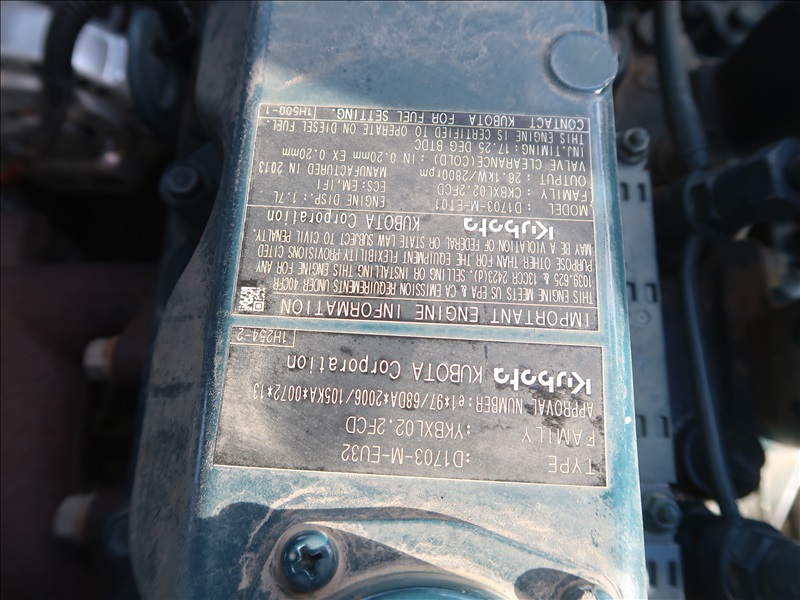 TYPE :D1703-M-EU32
FAMILY :YKBXL02.2FCD
APPROVAL NUMBER:e1*97/68DA*2006/105KA*0072*13
Kubota KUBOTA Corporation
1H254-2
IMPORTANT ENGINE INFORMATION
THIS ENGINE MEETS US EPA & CA EMISSION REQUIREMENTS UNDER 40CFR
1039.625 & 13CCR 2423(d). SELLING OR INSTALLING THIS ENGINE FOR ANY
PURPOSE OTHER THAN FOR THE EQUIPMENT FLEXIBILITY PROVISIONS CITED
MAY BE A VIOLATION OF FEDERAL OR STATE LAW SUBJECT TO CIVIL PENALTY.
Kubota KUBOTA Corporation
MODEL :D1703-M-ET01 ENGINE DISP.:1.7L
FAMILY :CKBXL02.2FCD ECS:EM,IFI
OUTPUT :26.1KW/2800rpm MANUFACTURED IN 2013
VALVE CLEARANCE(COLD): IN 0.20mm EX 0.20mm
INJ.TIMING:17.25 DEG BTDC
THIS ENGINE IS CERTIFIED TO OPERATE ON DIESEL FUEL.
CONTACT KUBOTA FOR FUEL SETTING. 1H500-1